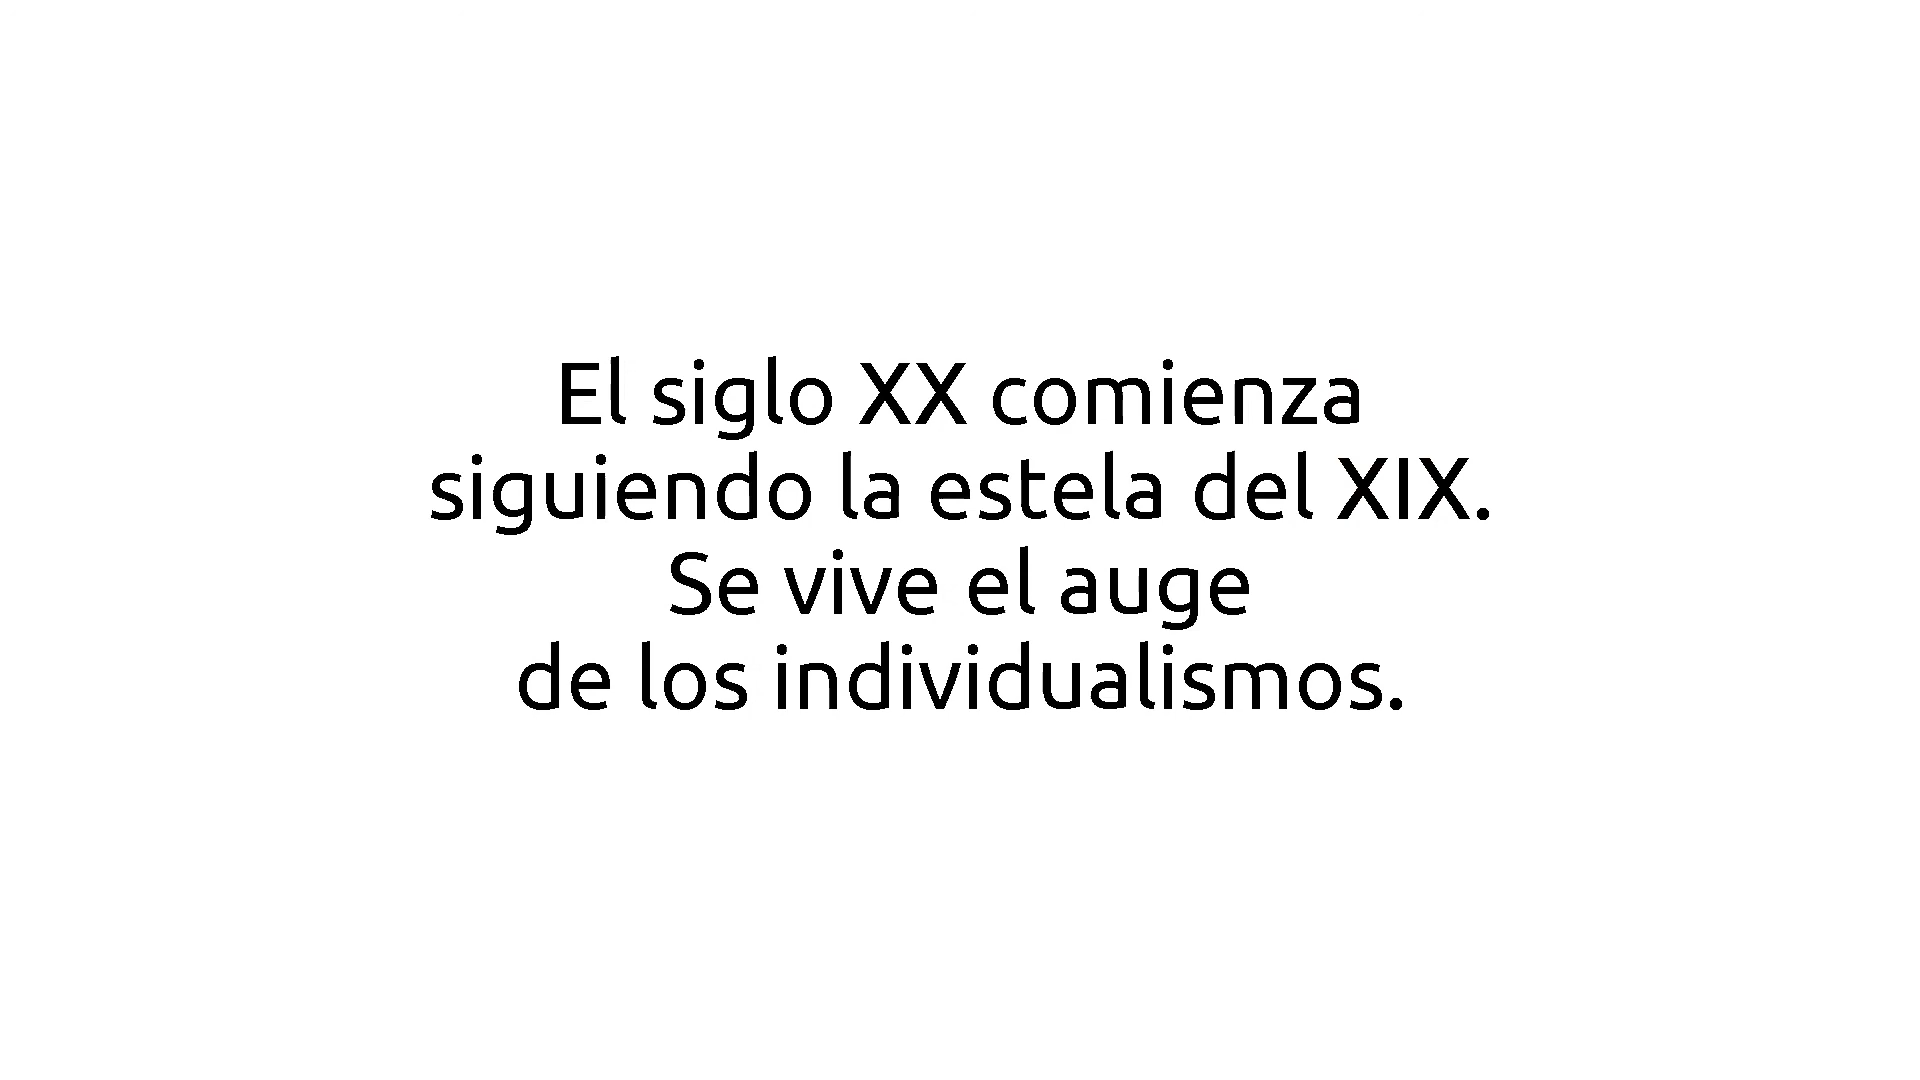 El siglo XX comienza
siguiendo la estela del XIX.
Se vive el auge
de los individualismos.